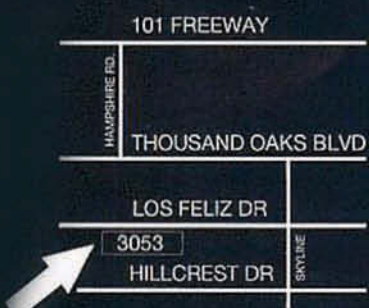 101 FREEWAY
HAMPSHIRE RD.
THOUSAND OAKS BLVD
LOS FELIZ DR
3053
HILLCREST DR
SKYLINE